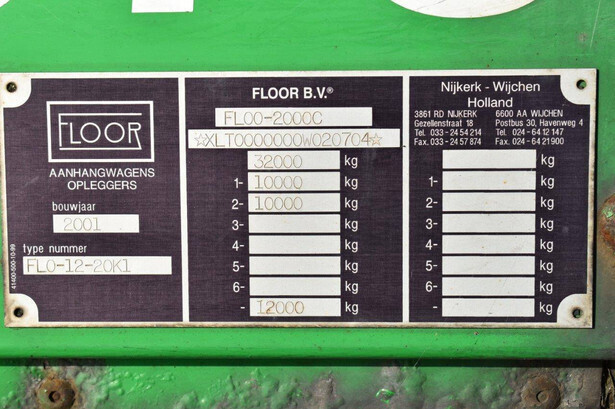 FLOOR
AANHANGWAGENS
OPLEGGERS
bouwjaar
2001
type nummer
FLO-12-20K1
41400-500-10-99
FLOOR B.V.®
FLOO-2000C
☆XLT0000000W020704☆
32000 kg
1- 10000 kg
2- 10000 kg
3- kg
4- kg
5- kg
6- kg
- 12000 kg
Nijkerk - Wijchen
Holland
3861 RD NIJKERK 6600 AA WIJCHEN
Gezellenstraat 18 Postbus 30, Havenweg 4
Tel. 033 - 24 54 214 Tel. 024 - 64 12 147
Fax. 033 - 24 57 874 Fax. 024 - 64 21 900
kg
1- kg
2- kg
3- kg
4- kg
5- kg
6- kg
- kg